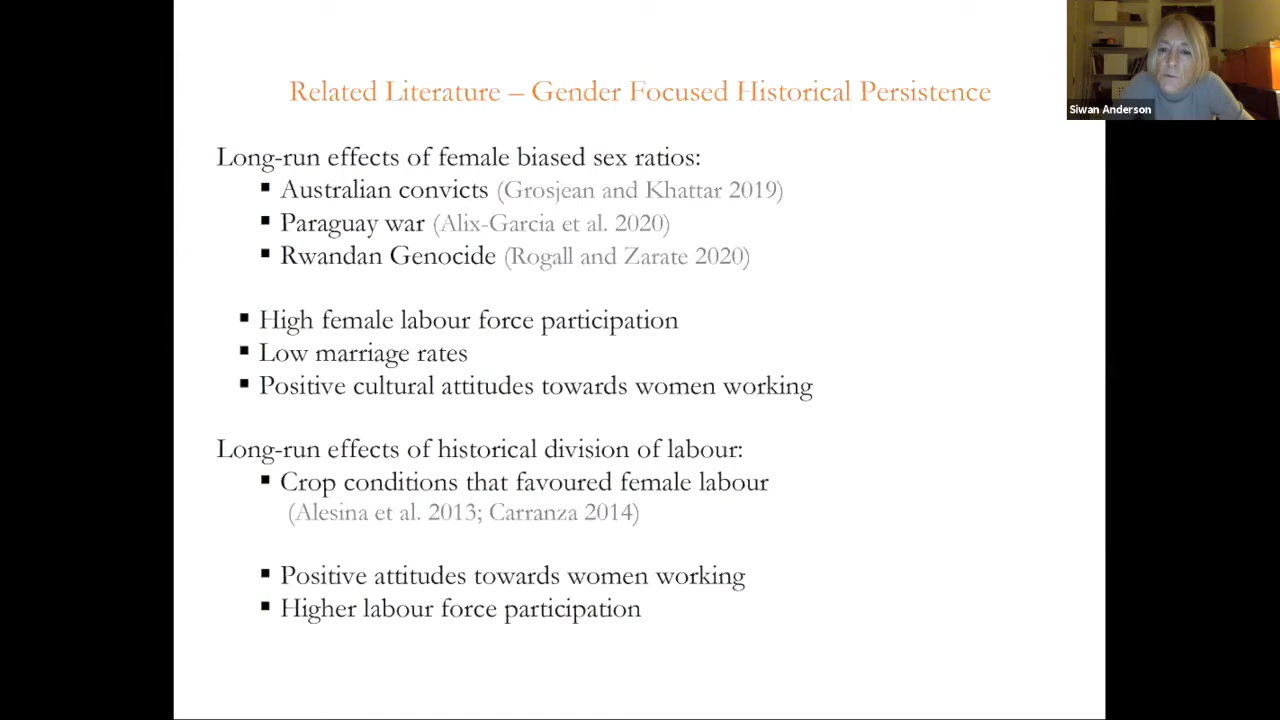 Related Literature – Gender Focused Historical Persistence
Siwan Anderson
Long-run effects of female biased sex ratios:
▪ Australian convicts (Grosjean and Khattar 2019)
▪ Paraguay war (Alix-Garcia et al. 2020)
▪ Rwandan Genocide (Rogall and Zarate 2020)
▪ High female labour force participation
▪ Low marriage rates
▪ Positive cultural attitudes towards women working
Long-run effects of historical division of labour:
▪ Crop conditions that favoured female labour
(Alesina et al. 2013; Carranza 2014)
▪ Positive attitudes towards women working
▪ Higher labour force participation